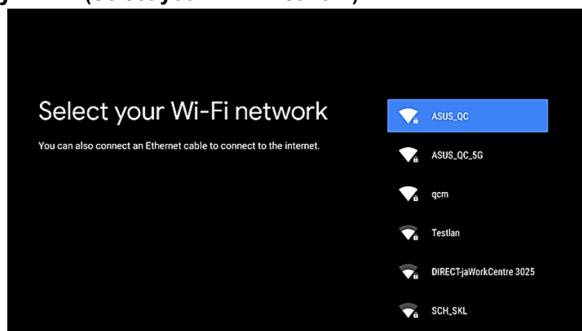 Select your Wi-Fi network
You can also connect an Ethernet cable to connect to the internet.
ASUS_QC
ASUS_QC_5G
qcm
Testlan
DIRECT-jaWorkCentre 3025
SCH_SKL